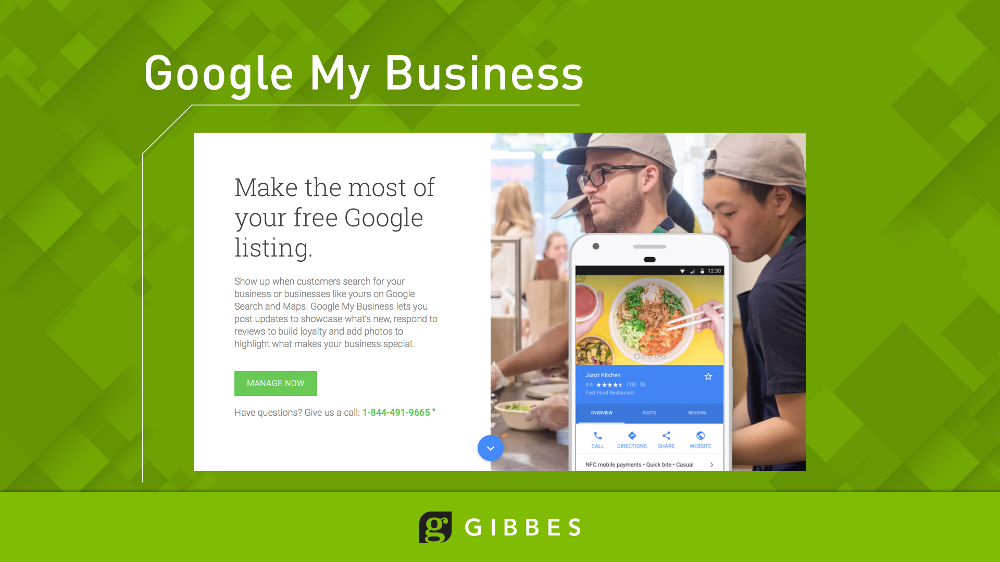 Google My Business
Make the most of
your free Google
listing.
Show up when customers search for your
business or businesses like yours on Google
Search and Maps. Google My Business lets you
post updates to showcase what's new, respond to
reviews to build loyalty and add photos to
highlight what makes your business special.
MANAGE NOW
Have questions? Give us a call: 1-844-491-9665 *
12:30
Junzi Kitchen
4.6 ★★★★★ (18) · $$
Fast Food Restaurant
OVERVIEW POSTS REVIEWS
CALL DIRECTIONS SHARE WEBSITE
NFC mobile payments • Quick bite • Casual
g GIBBES